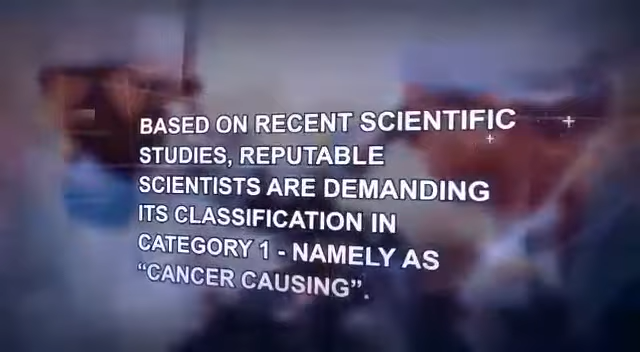 BASED ON RECENT SCIENTIFIC
STUDIES, REPUTABLE
SCIENTISTS ARE DEMANDING
ITS CLASSIFICATION IN
CATEGORY 1 - NAMELY AS
“CANCER CAUSING”.